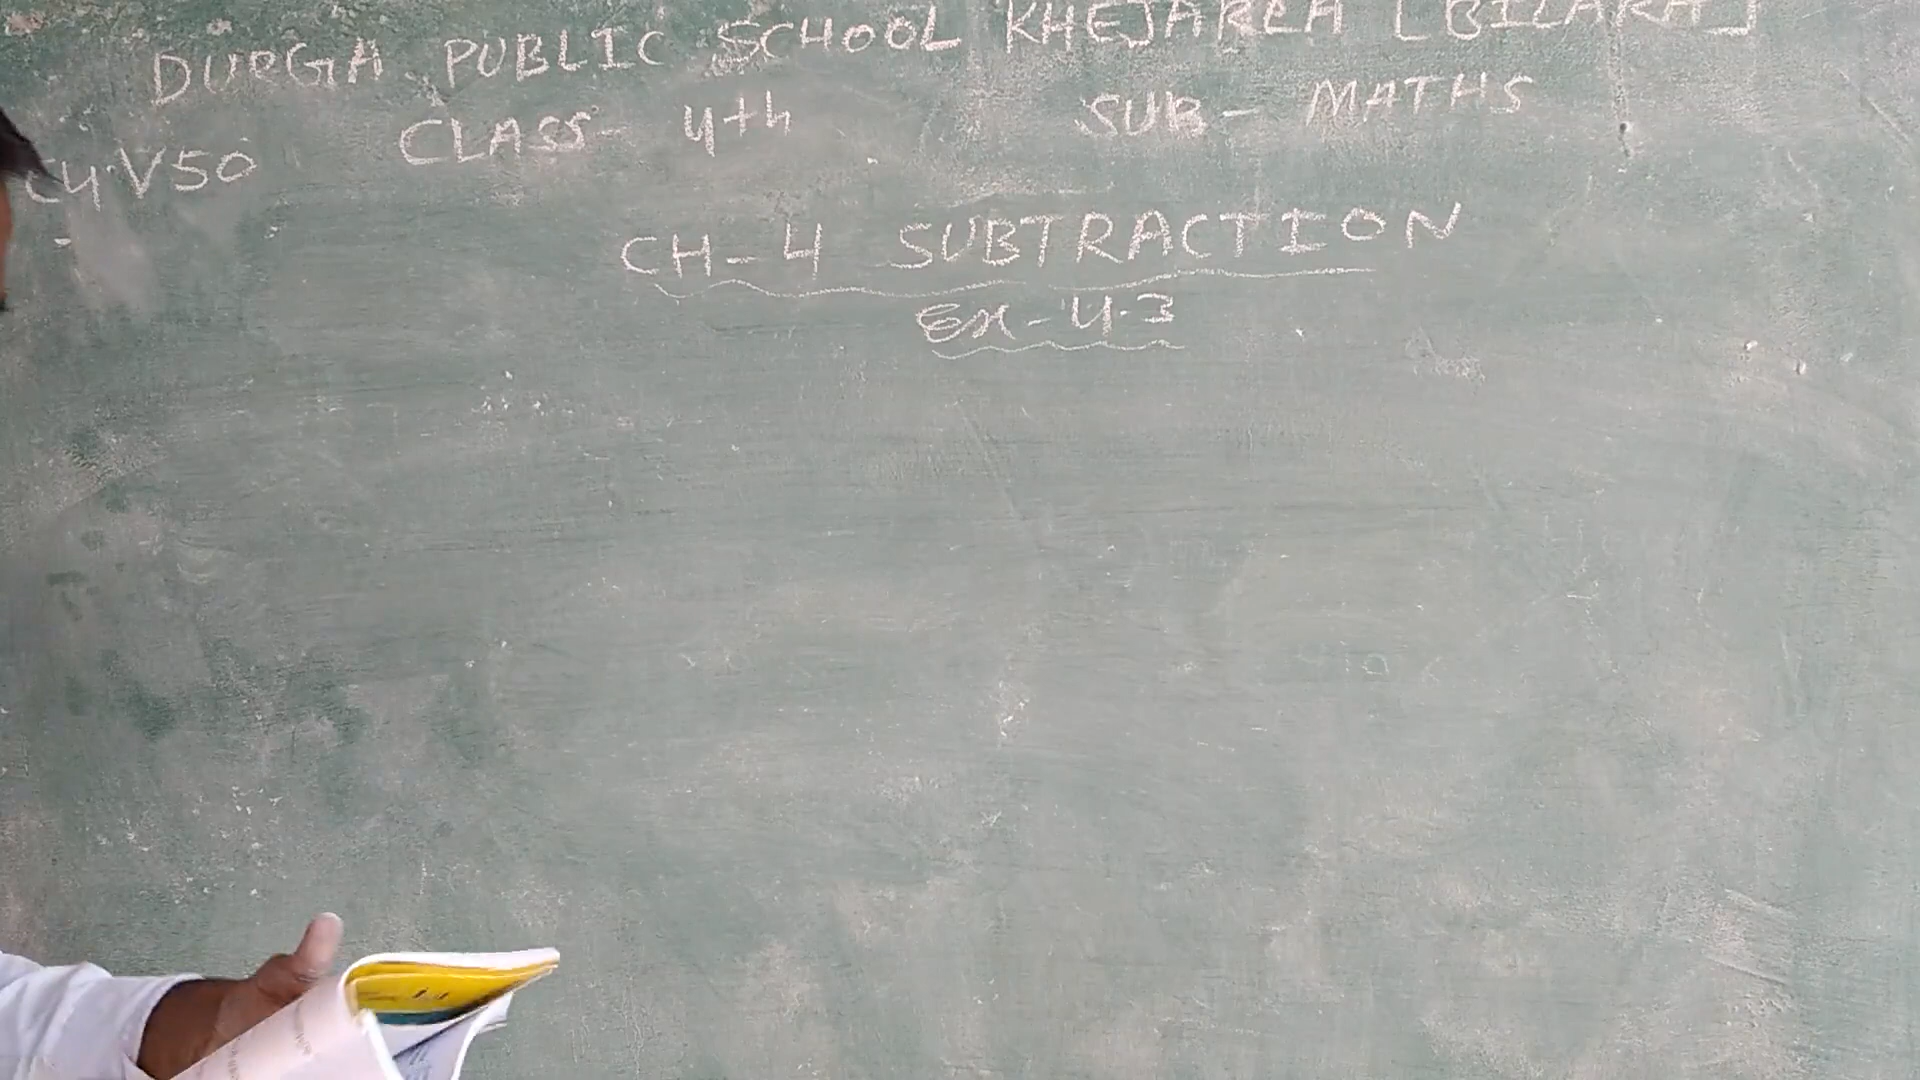 DURGA PUBLIC SCHOOL KHEJARLA [BILARA]
C4V50 CLASS- 4th SUB- MATHS
CH-4 SUBTRACTION
Ex-4.3